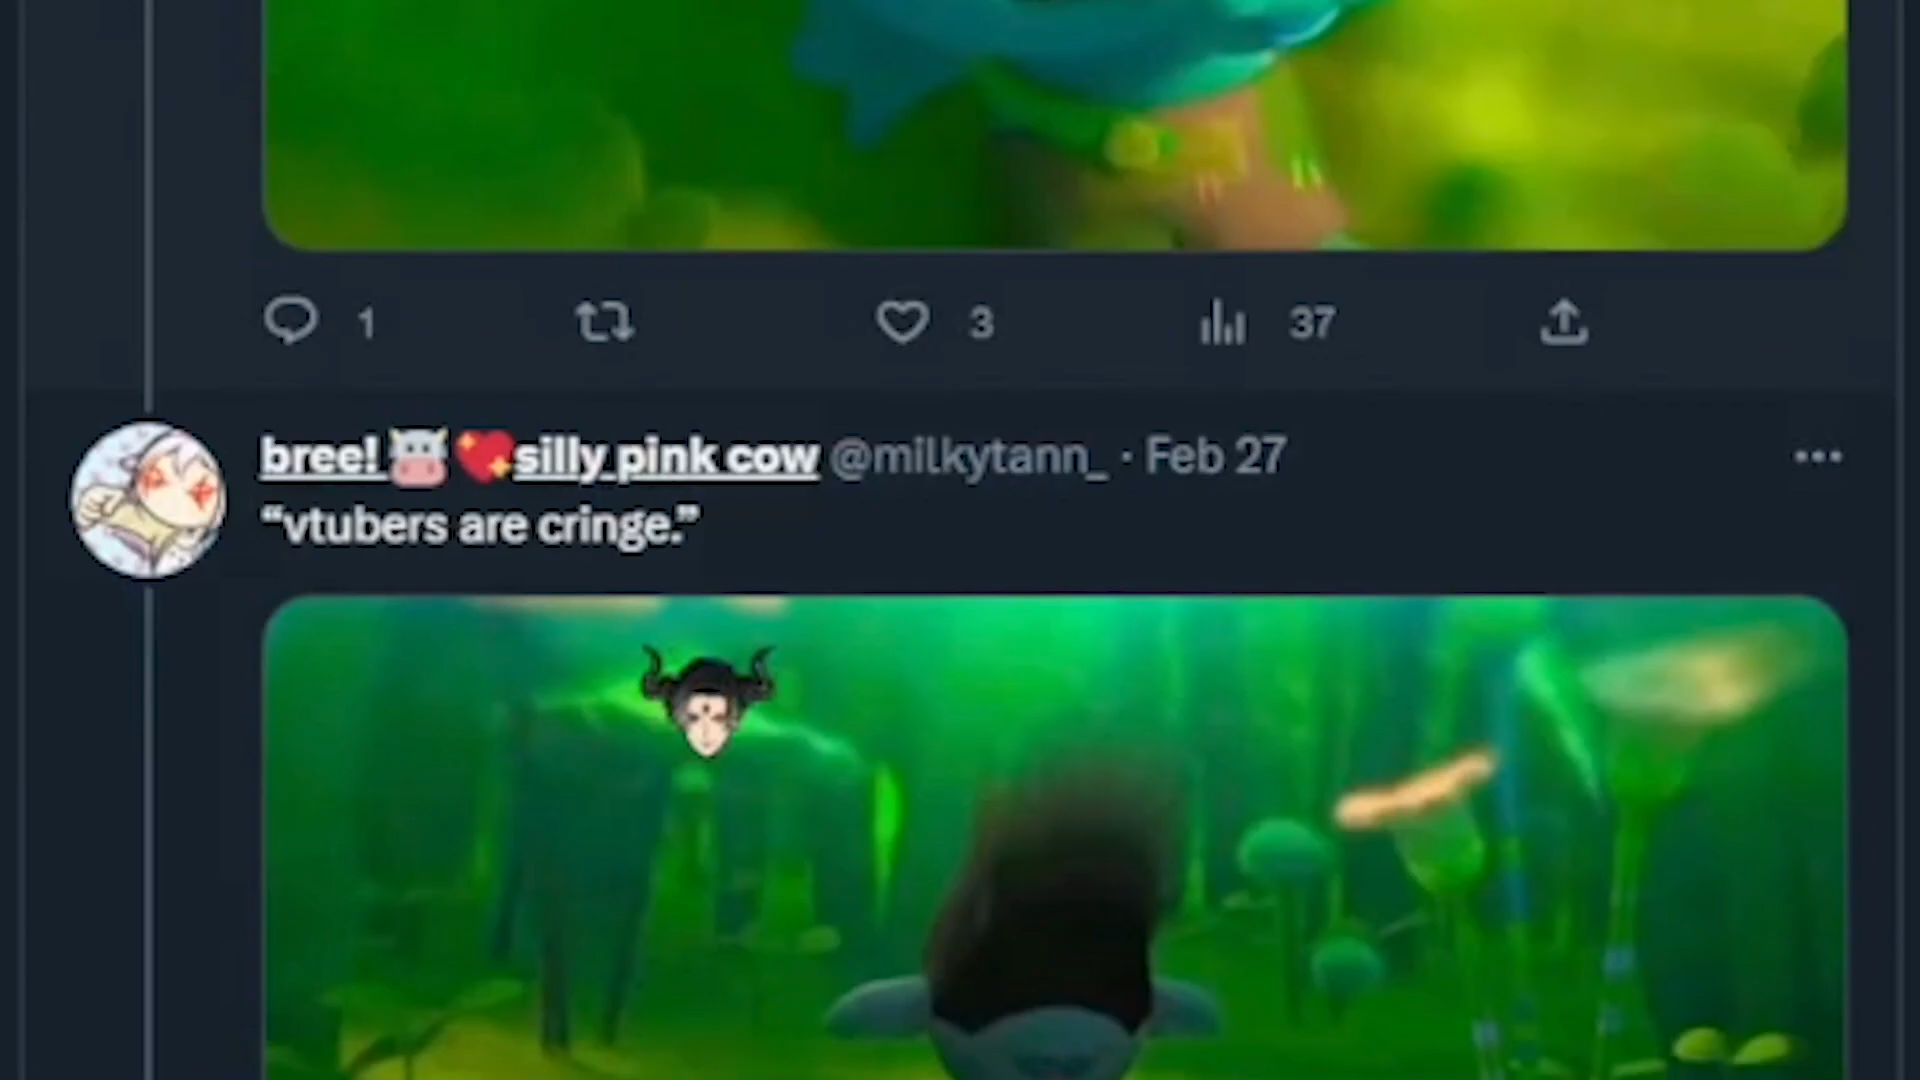 1 3 37
bree!🐮💖silly pink cow @milkytann_ · Feb 27
“vtubers are cringe.”